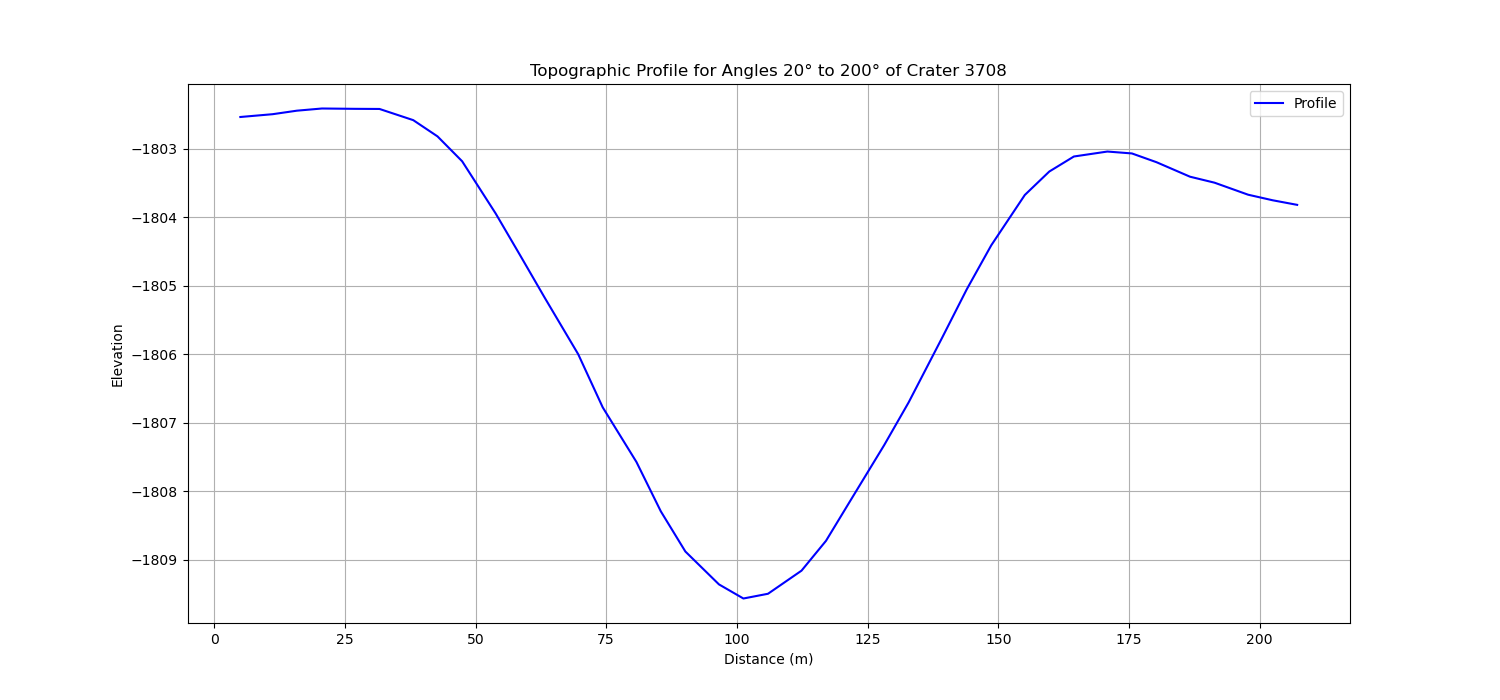 Topographic Profile for Angles 20° to 200° of Crater 3708
Profile
−1803
−1804
−1805
−1806
−1807
−1808
−1809
Elevation
0 25 50 75 100 125 150 175 200
Distance (m)